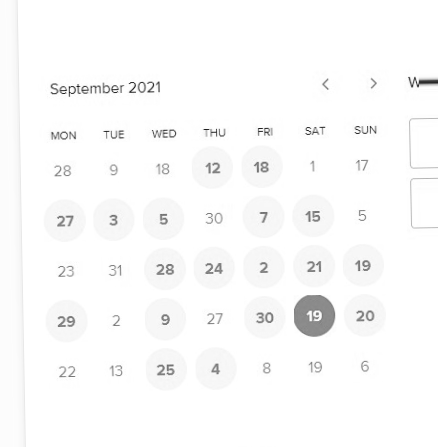 September 2021
W
MON TUE WED THU FRI SAT SUN
28 9 18 12 18 1 17
27 3 5 30 7 15 5
23 31 28 24 2 21 19
29 2 9 27 30 19 20
22 13 25 4 8 19 6